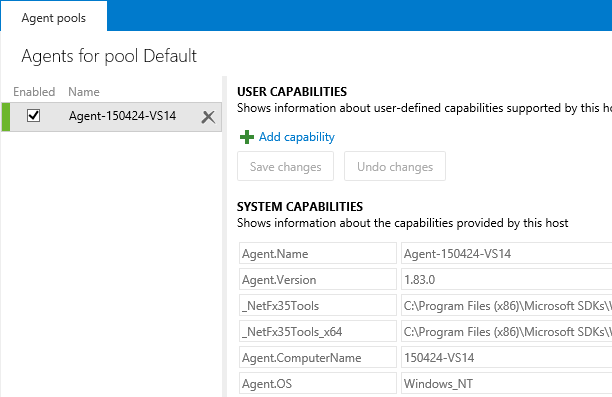 Agent pools
Agents for pool Default
Enabled Name
Agent-150424-VS14
USER CAPABILITIES
Shows information about user-defined capabilities supported by this
Add capability
Save changes Undo changes
SYSTEM CAPABILITIES
Shows information about the capabilities provided by this host
Agent.Name Agent-150424-VS14
Agent.Version 1.83.0
_NetFx35Tools C:\Program Files (x86)\Microsoft SDKs\
_NetFx35Tools_x64 C:\Program Files (x86)\Microsoft SDKs\
Agent.ComputerName 150424-VS14
Agent.OS Windows_NT